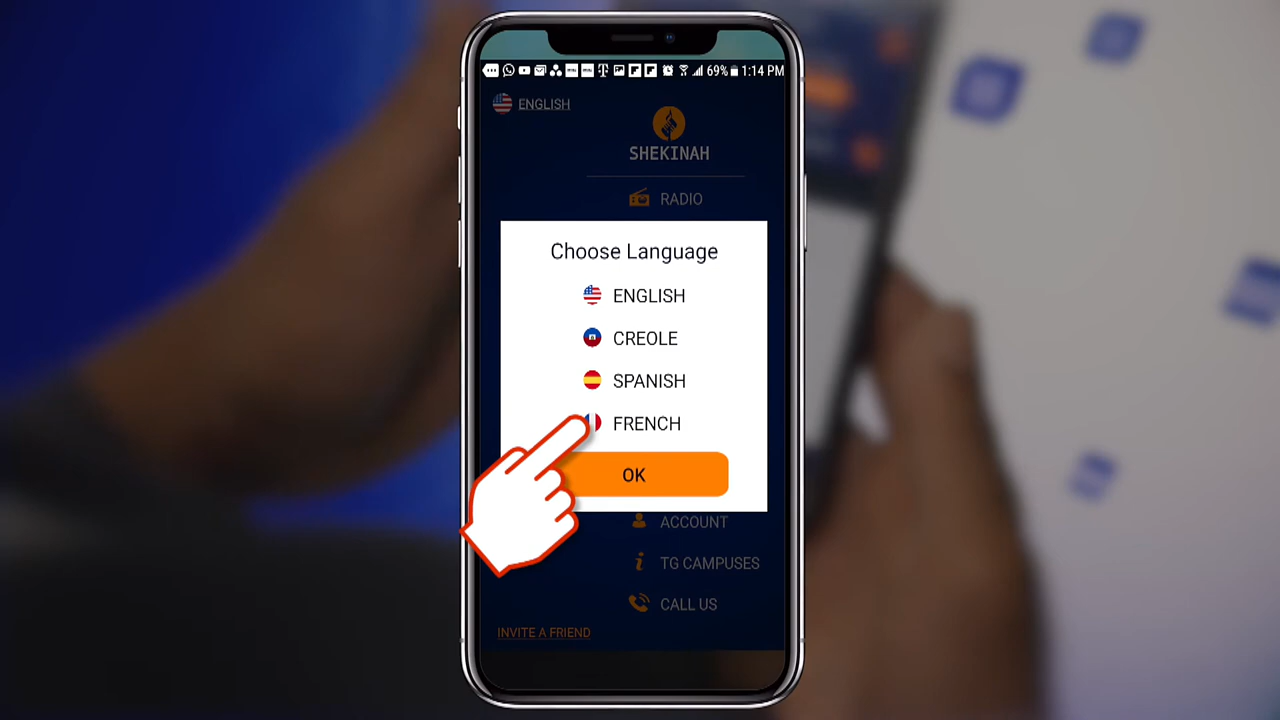 69% 1:14 PM
ENGLISH
SHEKINAH
RADIO
Choose Language
ENGLISH
CREOLE
SPANISH
FRENCH
OK
ACCOUNT
TG CAMPUSES
CALL US
INVITE A FRIEND